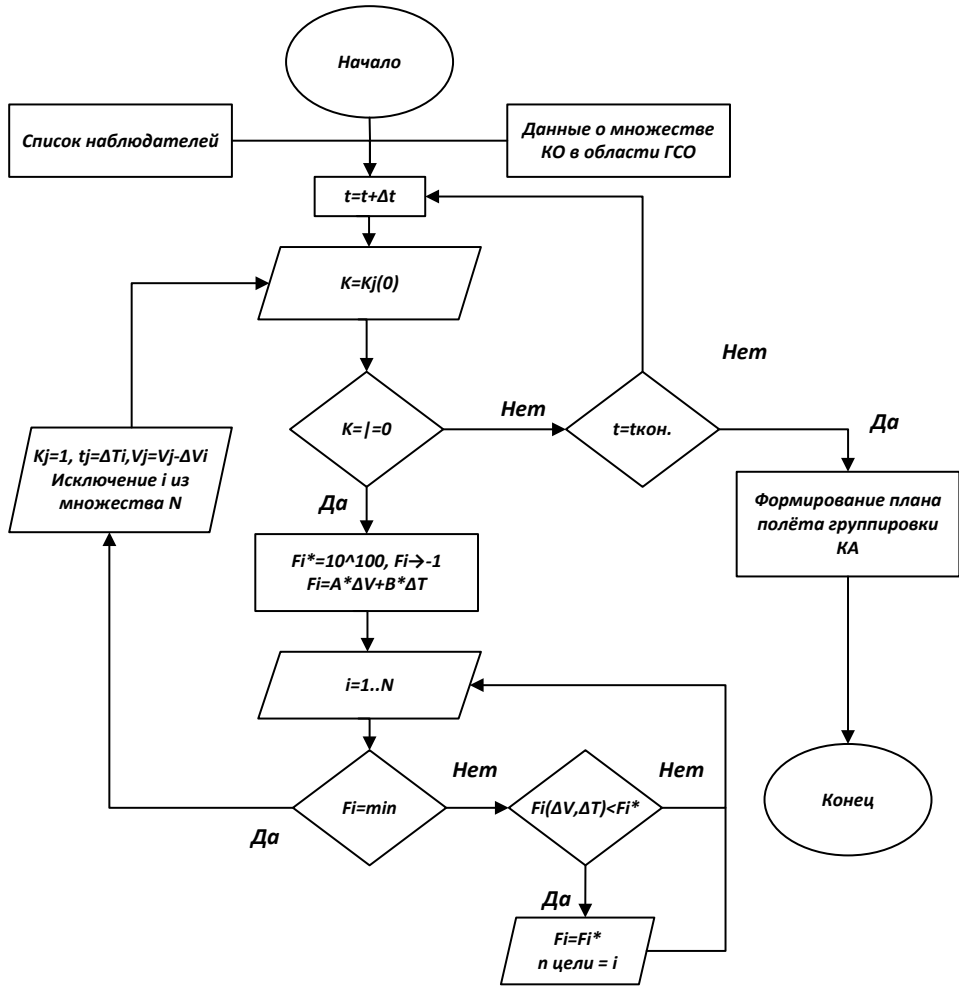 Начало
Список наблюдателей
Данные о множестве
КО в области ГСО
t=t+Δt
K=Kj(0)
Нет
K=|=0
Нет
t=tкон.
Да
Kj=1, tj=ΔTi,Vj=Vj-ΔVi
Исключение i из
множества N
Да
Формирование плана
полёта группировки
КА
Fi*=10^100, Fi→-1
Fi=A*ΔV+B*ΔT
i=1..N
Нет
Нет
Fi=min
Fi(ΔV,ΔT)<Fi*
Конец
Да
Да
Fi=Fi*
n цели = i